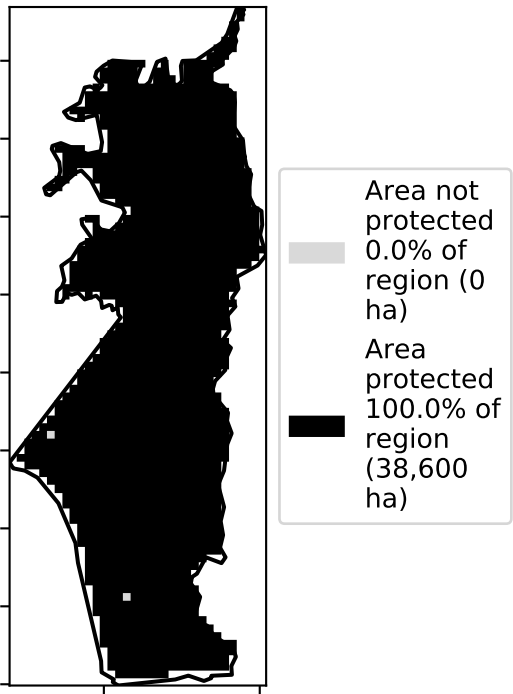 Area not
protected
0.0% of
region (0
ha)
Area
protected
100.0% of
region
(38,600
ha)